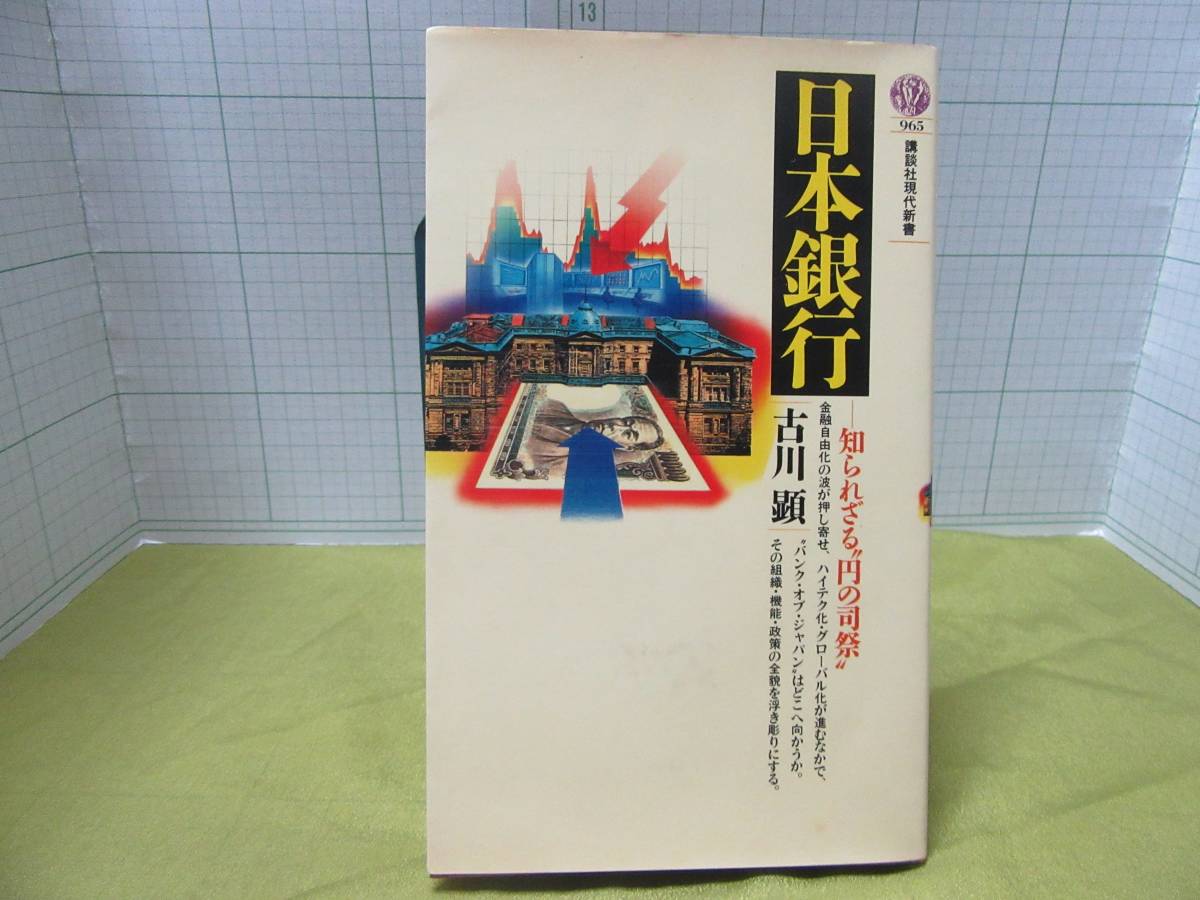 13
965
講談社現代新書
日本銀行
―知られざる〝円の司祭〟
古川 顕
金融自由化の波が押し寄せ、ハイテク化・グローバル化が進むなかで、
〝バンク・オブ・ジャパン〟はどこへ向かうか。
その組織・機能・政策の全貌を浮き彫りにする。